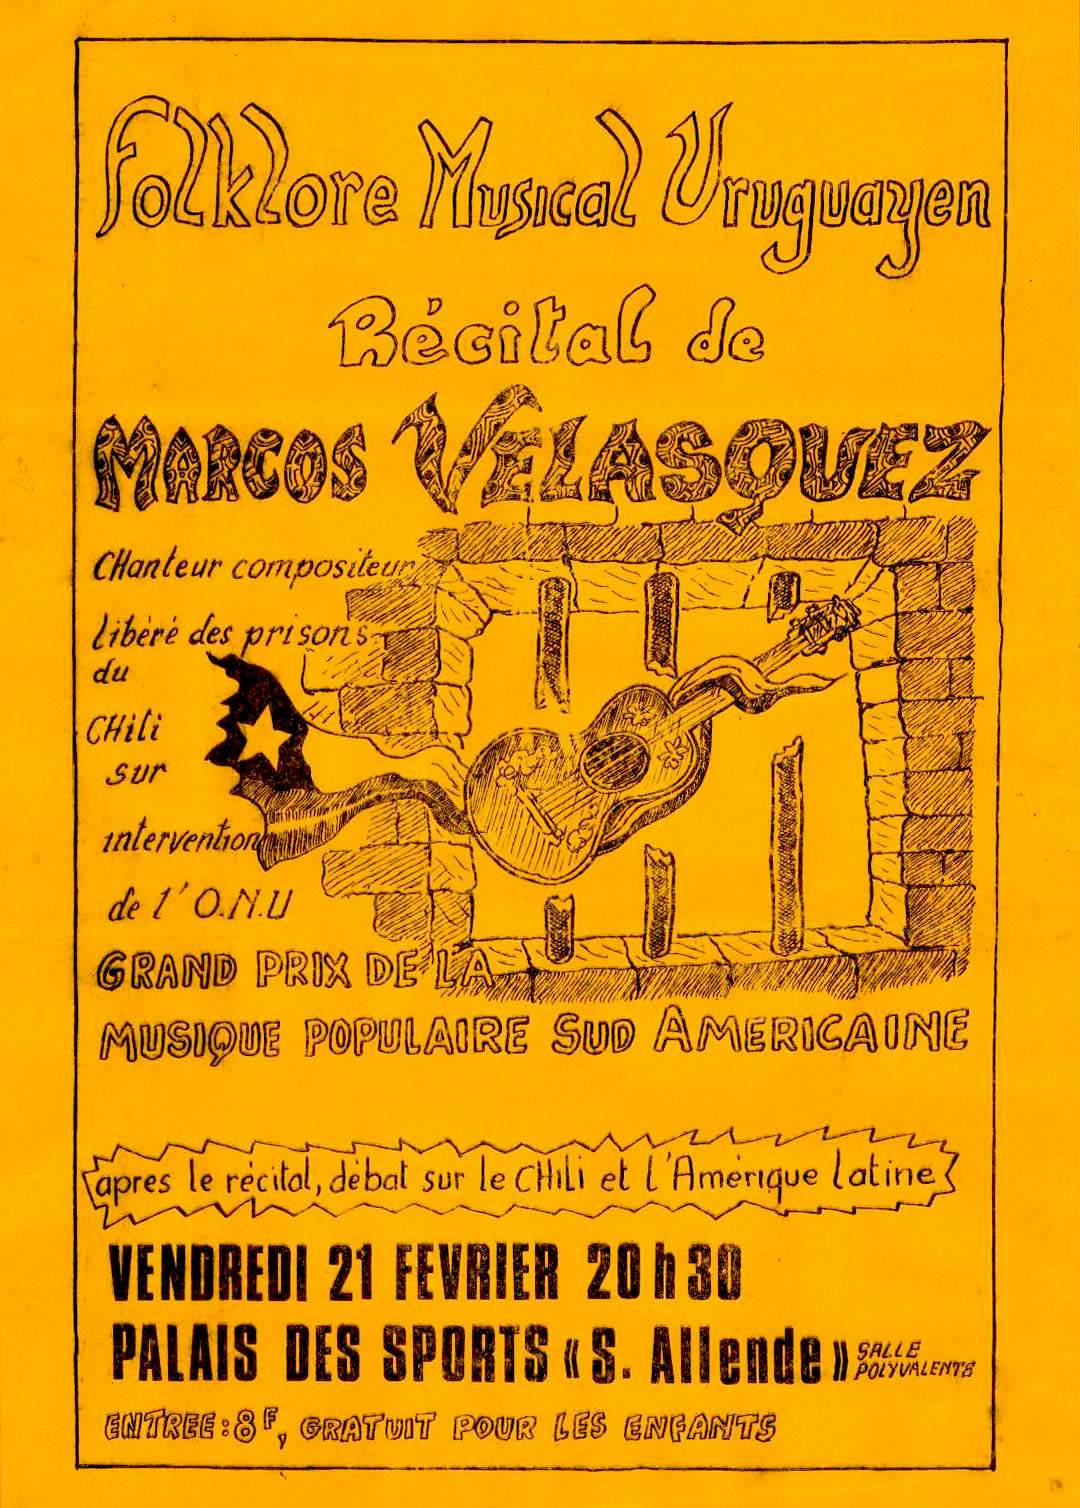 Folklore Musical Uruguayen
Récital de
MARCOS VELASQUEZ
CHanteur compositeur
libéré des prisons
du
CHili
sur
intervention
de l'O.N.U
GRAND PRIX DE LA
MUSIQUE POPULAIRE SUD AMERICAINE
apres le récital, débat sur le CHili et l'Amérique latine
VENDREDI 21 FEVRIER 20 h 30
PALAIS DES SPORTS « S. Allende » SALLE
POLYVALENTE
ENTREE: 8F, GRATUIT POUR LES ENFANTS